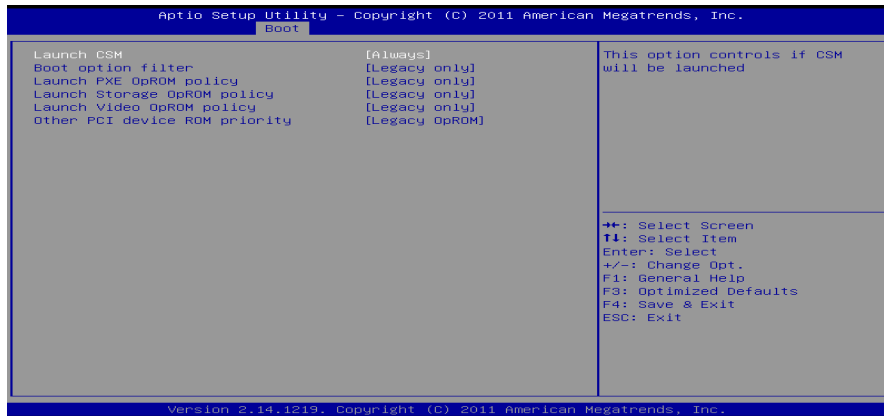 Aptio Setup Utility – Copyright (C) 2011 American Megatrends, Inc.
Boot
Launch CSM [Always]
Boot option filter [Legacy only]
Launch PXE OpROM policy [Legacy only]
Launch Storage OpROM policy [Legacy only]
Launch Video OpROM policy [Legacy only]
Other PCI device ROM priority [Legacy OpROM]
This option controls if CSM
will be launched
→←: Select Screen
↑↓: Select Item
Enter: Select
+/-: Change Opt.
F1: General Help
F3: Optimized Defaults
F4: Save & Exit
ESC: Exit
Version 2.14.1219. Copyright (C) 2011 American Megatrends, Inc.